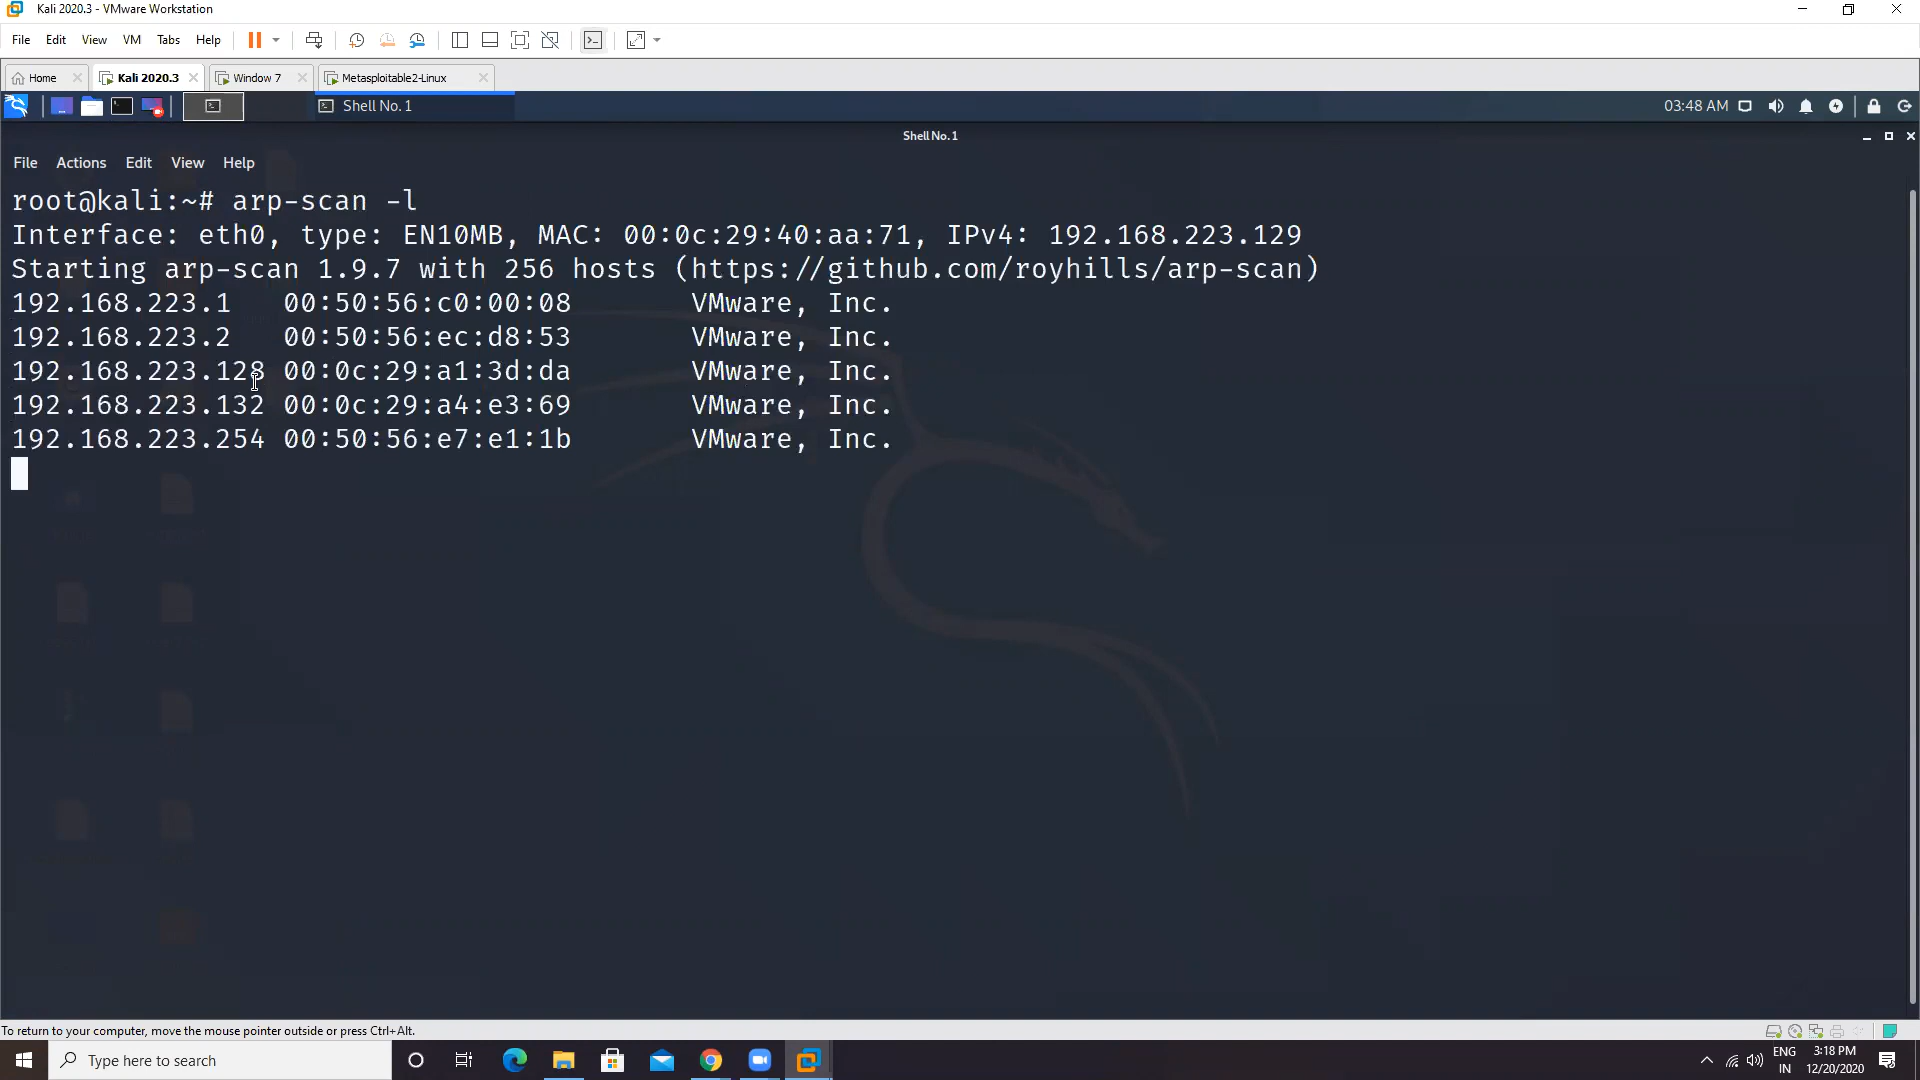 Kali 2020.3 - VMware Workstation
File Edit View VM Tabs Help
Home Kali 2020.3 Window 7 Metasploitable2-Linux
Shell No. 1 03:48 AM
Shell No. 1
File Actions Edit View Help
root@kali:~# arp-scan -l
Interface: eth0, type: EN10MB, MAC: 00:0c:29:40:aa:71, IPv4: 192.168.223.129
Starting arp-scan 1.9.7 with 256 hosts (https://github.com/royhills/arp-scan)
192.168.223.1 00:50:56:c0:00:08 VMware, Inc.
192.168.223.2 00:50:56:ec:d8:53 VMware, Inc.
192.168.223.128 00:0c:29:a1:3d:da VMware, Inc.
192.168.223.132 00:0c:29:a4:e3:69 VMware, Inc.
192.168.223.254 00:50:56:e7:e1:1b VMware, Inc.
To return to your computer, move the mouse pointer outside or press Ctrl+Alt.
Type here to search
ENG 3:18 PM
IN 12/20/2020